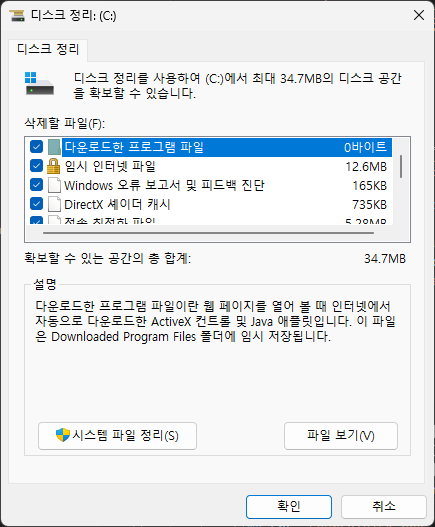 디스크 정리: (C:)
디스크 정리
디스크 정리를 사용하여 (C:)에서 최대 34.7MB의 디스크 공간
을 확보할 수 있습니다.
삭제할 파일(F):
다운로드한 프로그램 파일 0바이트
임시 인터넷 파일 12.6MB
Windows 오류 보고서 및 피드백 진단 165KB
DirectX 셰이더 캐시 735KB
전송 최적화 파일 5.28MB
확보할 수 있는 공간의 총 합계: 34.7MB
설명
다운로드한 프로그램 파일이란 웹 페이지를 열어 볼 때 인터넷에서
자동으로 다운로드한 ActiveX 컨트롤 및 Java 애플릿입니다. 이 파일
은 Downloaded Program Files 폴더에 임시 저장됩니다.
시스템 파일 정리(S)
파일 보기(V)
확인
취소